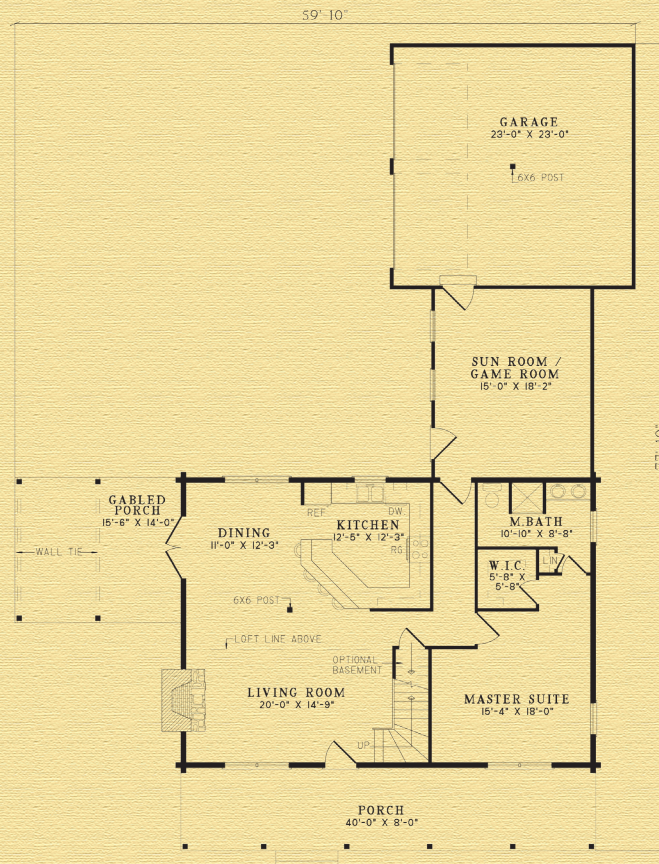 59'-10"
GARAGE
23'-0" X 23'-0"
6X6 POST
SUN ROOM /
GAME ROOM
15'-0" X 18'-2"
GABLED
PORCH
15'-6" X 14'-0"
WALL TIE
DINING
11'-0" X 12'-3"
REF.
KITCHEN
12'-5" X 12'-3"
DW.
RG.
M.BATH
10'-10" X 8'-8"
LIN.
W.I.C.
5'-8" X
5'-8"
6X6 POST
LOFT LINE ABOVE
OPTIONAL
BASEMENT
LIVING ROOM
20'-0" X 14'-9"
MASTER SUITE
15'-4" X 18'-0"
UP
PORCH
40'-0" X 8'-0"